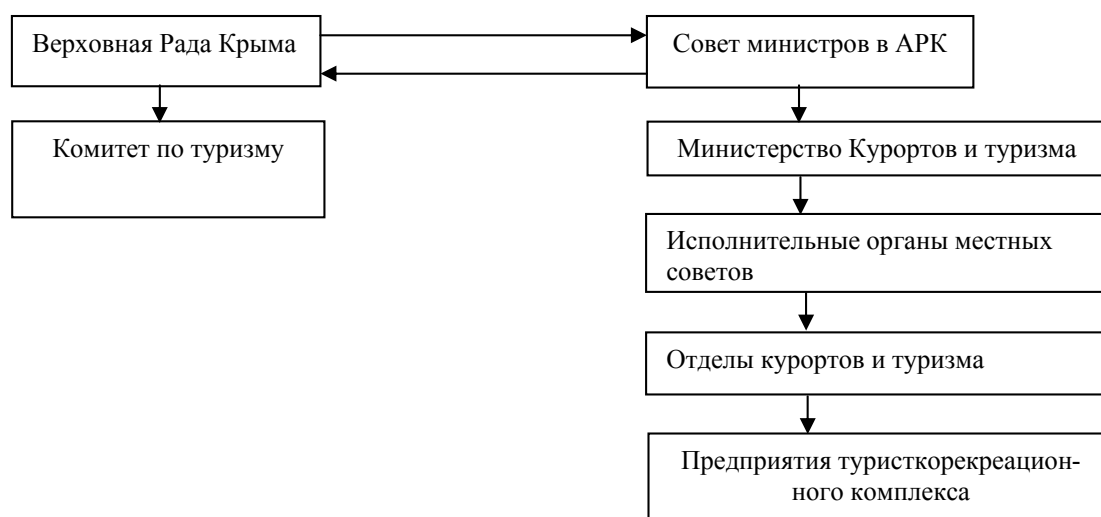 Верховная Рада Крыма
Совет министров в АРК
Комитет по туризму
Министерство Курортов и туризма
Исполнительные органы местных
советов
Отделы курортов и туризма
Предприятия туристкорекреацион-
ного комплекса